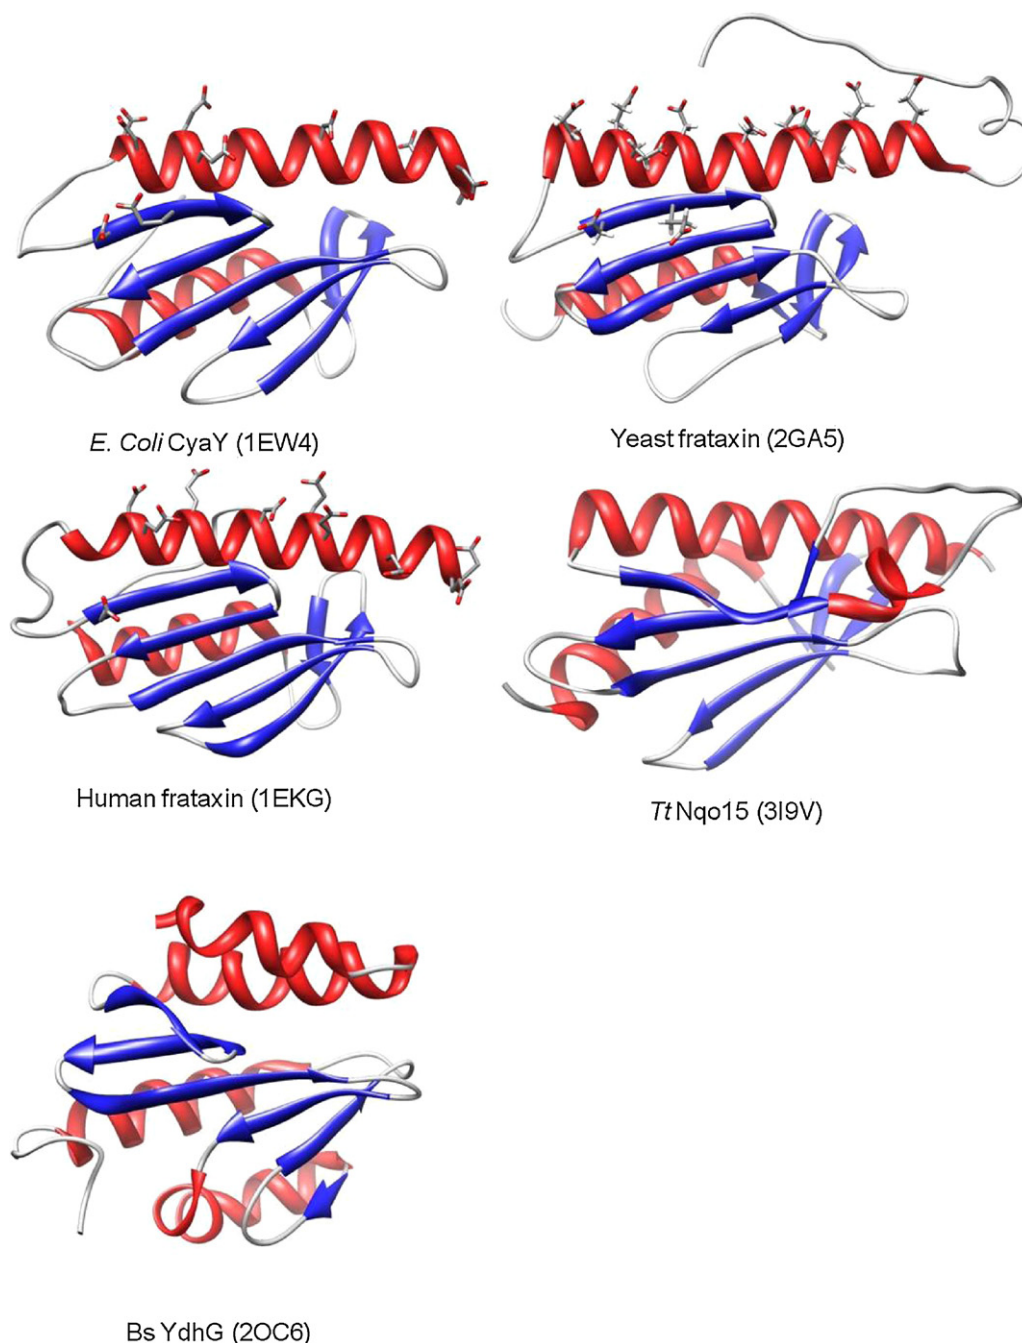 E. Coli CyaY (1EW4)
Yeast frataxin (2GA5)
Human frataxin (1EKG)
Tt Nqo15 (3I9V)
Bs YdhG (2OC6)